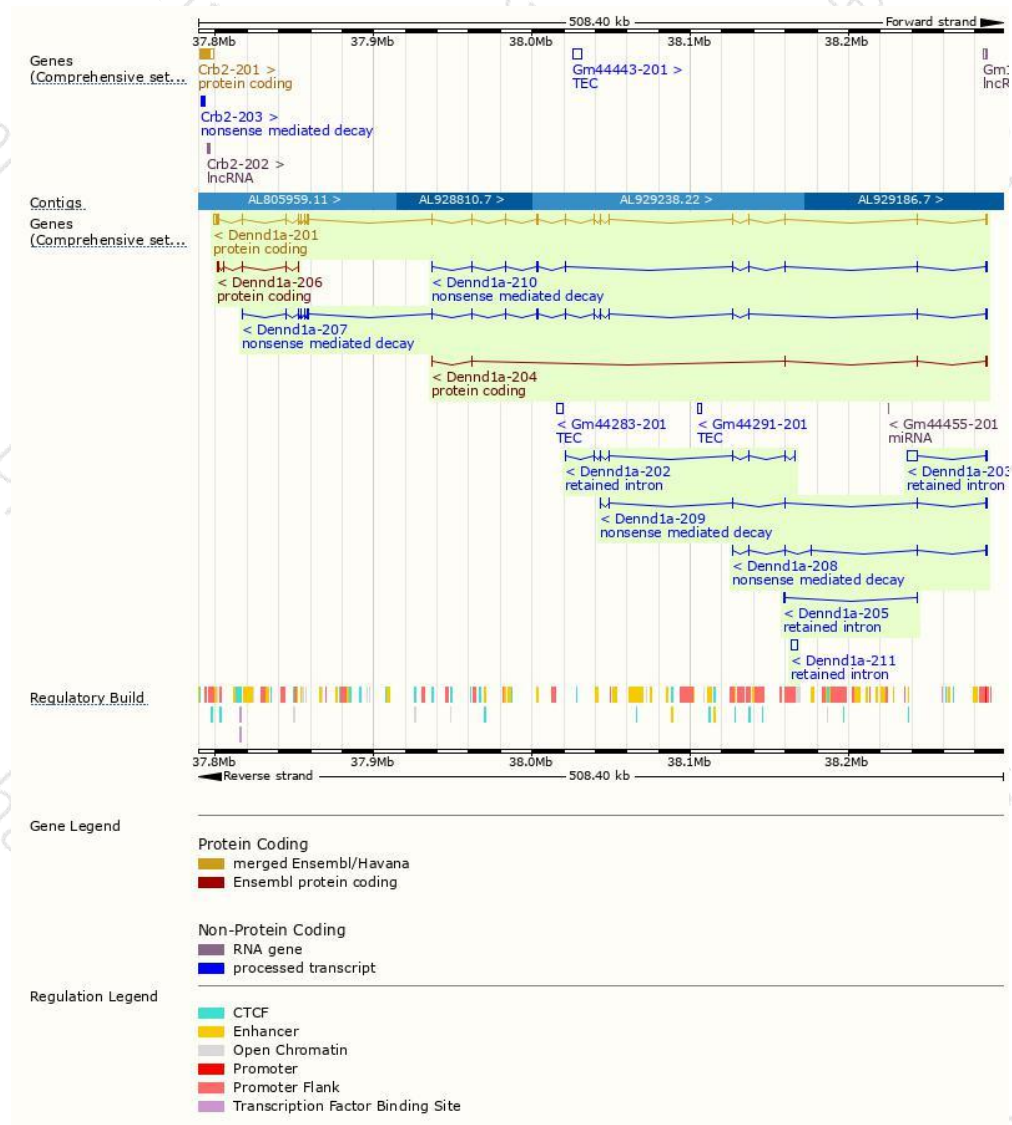 508.40 kb Forward strand
37.8Mb 37.9Mb 38.0Mb 38.1Mb 38.2Mb
Genes
(Comprehensive set...
Crb2-201 > Gm44443-201 >
protein coding TEC lncR
Crb2-203 >
nonsense mediated decay
Crb2-202 >
lncRNA
Contigs AL805959.11 > AL928810.7 > AL929238.22 > AL929186.7 >
Genes
(Comprehensive set...
< Dennd1a-201
protein coding
< Dennd1a-206 < Dennd1a-210
protein coding nonsense mediated decay
< Dennd1a-207
nonsense mediated decay
< Dennd1a-204
protein coding
< Gm44283-201 < Gm44291-201 < Gm44455-201
TEC TEC miRNA
< Dennd1a-202 < Dennd1a-203
retained intron retained intron
< Dennd1a-209
nonsense mediated decay
< Dennd1a-208
nonsense mediated decay
< Dennd1a-205
retained intron
< Dennd1a-211
retained intron
Regulatory Build
37.8Mb 37.9Mb 38.0Mb 38.1Mb 38.2Mb
Reverse strand 508.40 kb
Gene Legend
Protein Coding
merged Ensembl/Havana
Ensembl protein coding
Non-Protein Coding
RNA gene
processed transcript
Regulation Legend
CTCF
Enhancer
Open Chromatin
Promoter
Promoter Flank
Transcription Factor Binding Site